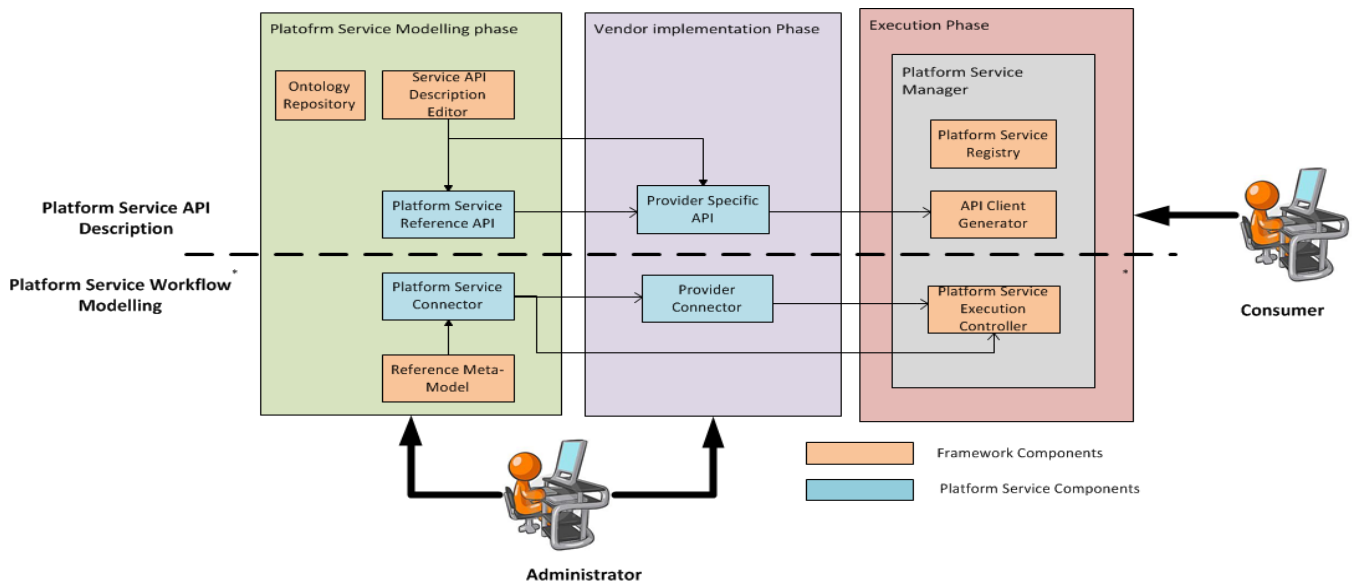 Platofrm Service Modelling phase
Vendor implementation Phase
Execution Phase
Platform Service
Manager
Ontology
Repository
Service API
Description
Editor
Platform Service
Registry
Platform Service
Reference API
Provider Specific
API
API Client
Generator
Platform Service API
Description
Platform Service Workflow*
Modelling
*
Platform Service
Connector
Provider
Connector
Platform Service
Execution
Controller
Reference Meta-
Model
Consumer
Administrator
Framework Components
Platform Service Components